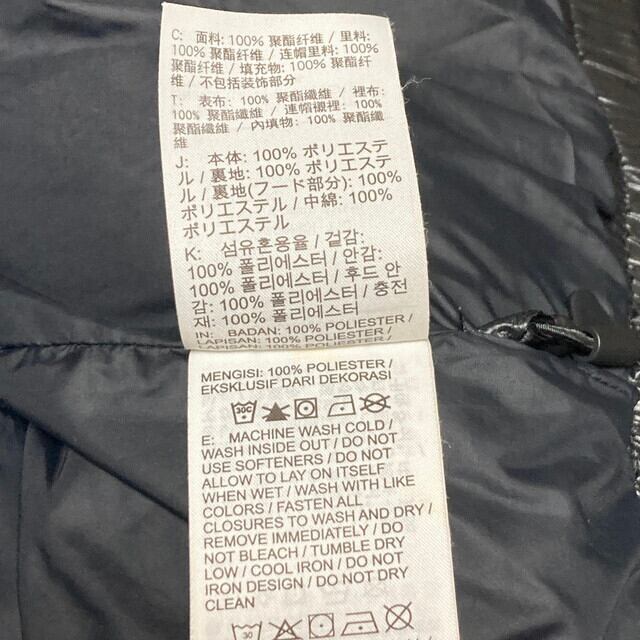 C: 面料: 100% 聚酯纤维 / 里料:
100% 聚酯纤维 / 连帽里料: 100%
聚酯纤维 / 填充物: 100% 聚酯纤
维 / 不包括装饰部分
T: 表布: 100% 聚酯纖維 / 裡布:
100% 聚酯纖維 / 連帽襯裡: 100%
聚酯纖維 / 內填物: 100% 聚酯纖
維
J: 本体: 100% ポリエステ
ル / 裏地: 100% ポリエステ
ル / 裏地(フード部分): 100%
ポリエステル / 中綿: 100%
ポリエステル
K: 섬유혼용율 / 겉감:
100% 폴리에스터 / 안감:
100% 폴리에스터 / 후드 안
감: 100% 폴리에스터 / 충전
재: 100% 폴리에스터
IN: BADAN: 100% POLIESTER /
LAPISAN: 100% POLIESTER /
MENGISI: 100% POLIESTER /
EKSKLUSIF DARI DEKORASI
30C
E: MACHINE WASH COLD /
WASH INSIDE OUT / DO NOT
USE SOFTENERS / DO NOT
ALLOW TO LAY ON ITSELF
WHEN WET / WASH WITH LIKE
COLORS / FASTEN ALL
CLOSURES TO WASH AND DRY /
REMOVE IMMEDIATELY / DO
NOT BLEACH / TUMBLE DRY
LOW / COOL IRON / DO NOT
IRON DESIGN / DO NOT DRY
CLEAN
30